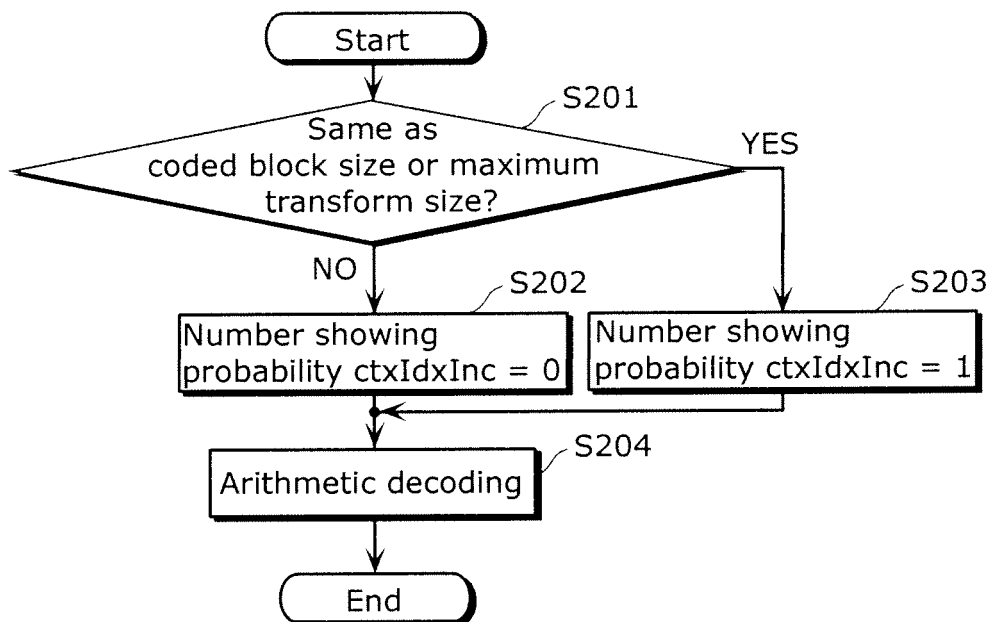 Start
S201
Same as
coded block size or maximum
transform size?
YES
NO
S202
S203
Number showing
probability ctxIdxInc = 0
Number showing
probability ctxIdxInc = 1
S204
Arithmetic decoding
End